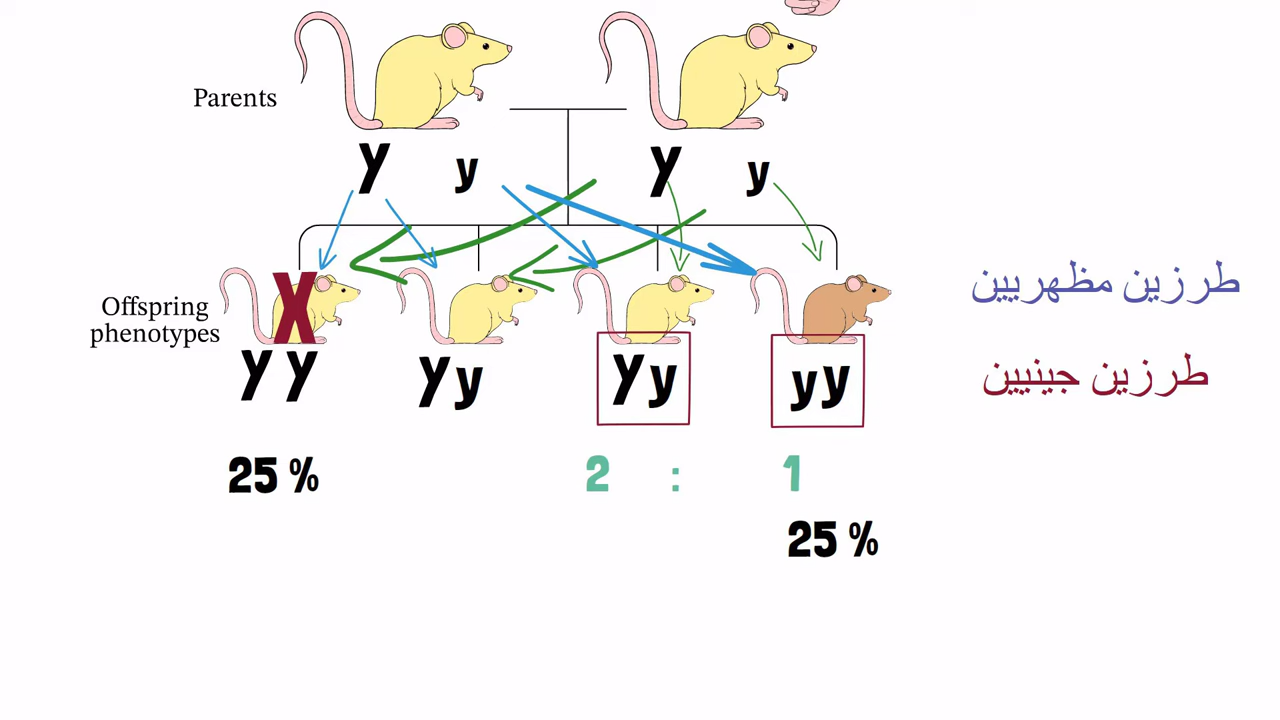 Parents
Y y Y y
Offspring
phenotypes
X
YY Yy Yy yy
طرزين مظهريين
طرزين جينيين
25 % 2 : 1
25 %